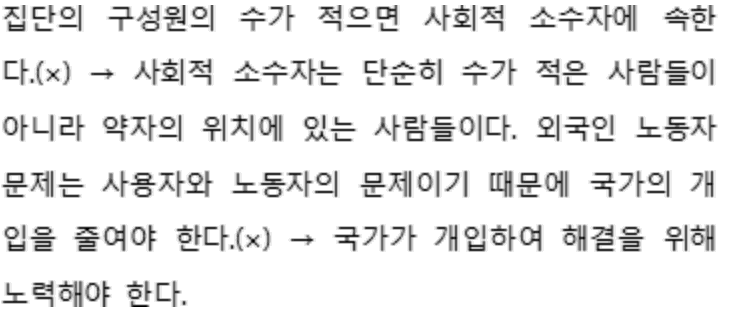 집단의 구성원의 수가 적으면 사회적 소수자에 속한
다.(×) → 사회적 소수자는 단순히 수가 적은 사람들이
아니라 약자의 위치에 있는 사람들이다. 외국인 노동자
문제는 사용자와 노동자의 문제이기 때문에 국가의 개
입을 줄여야 한다.(×) → 국가가 개입하여 해결을 위해
노력해야 한다.